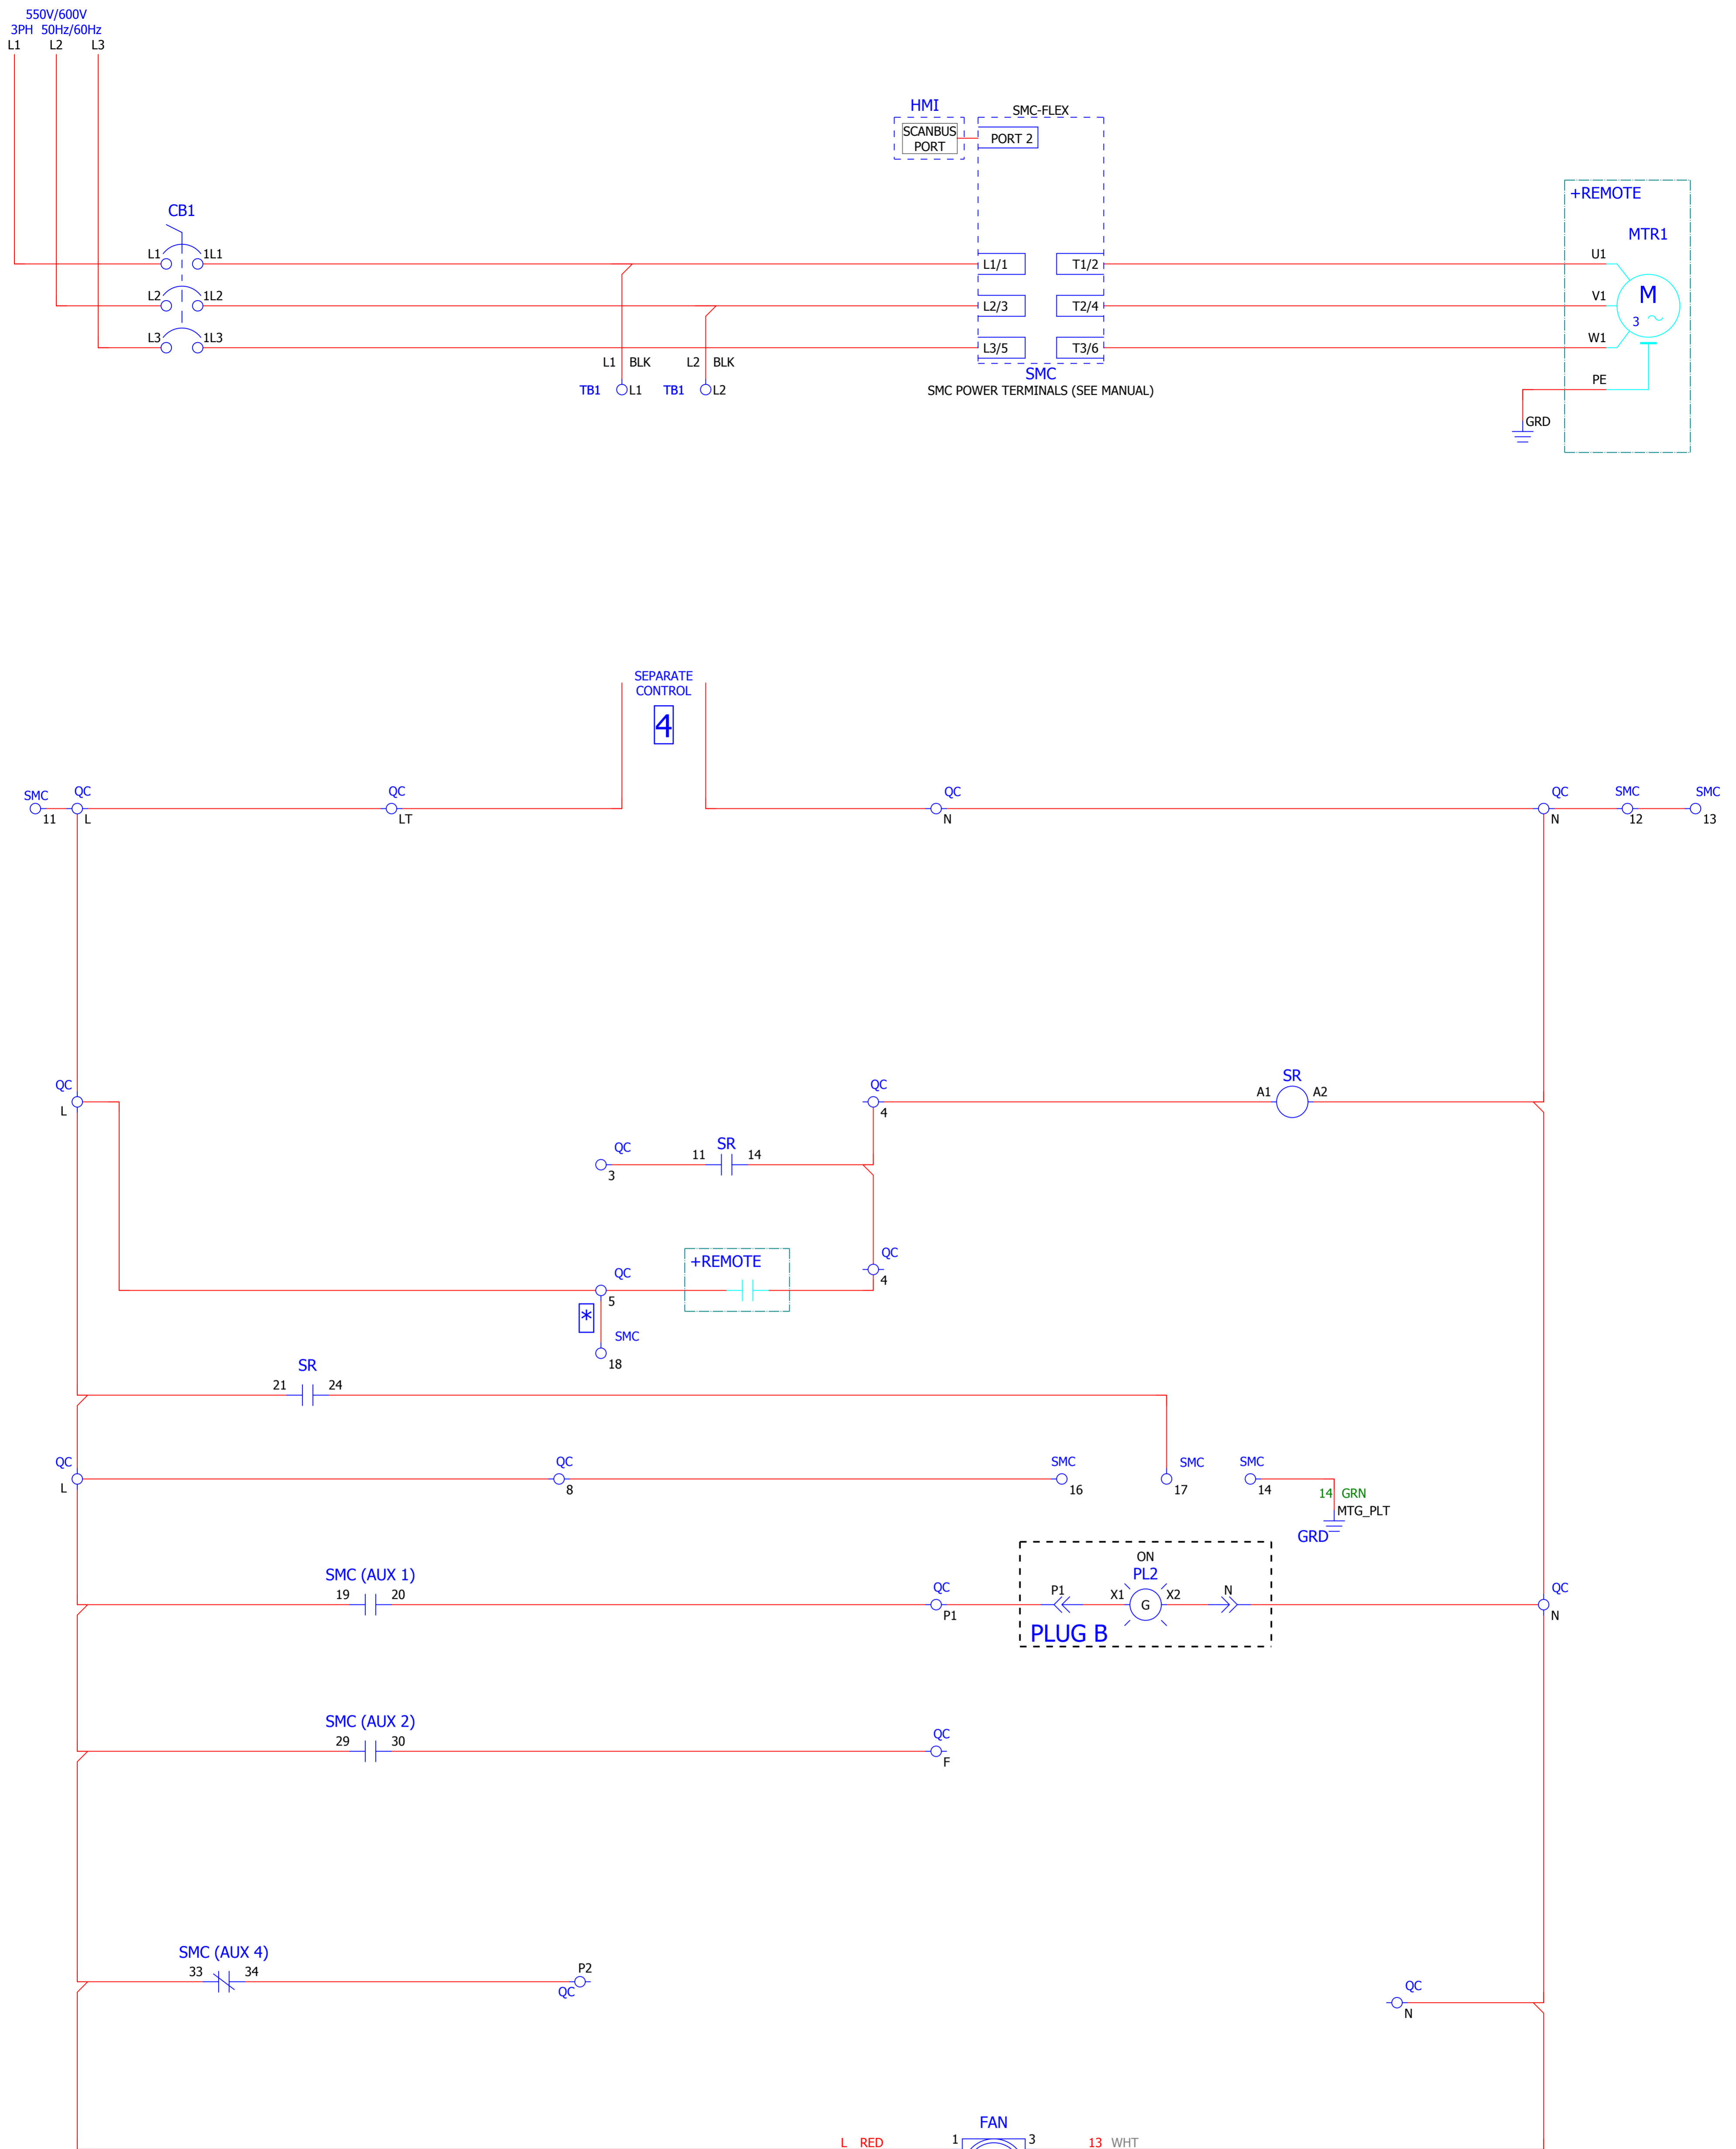 550V/600V
3PH 50Hz/60Hz
L1 L2 L3
HMI
SCANBUS
PORT
SMC-FLEX
PORT 2
+REMOTE
MTR1
CB1
L1 1L1
L1/1 T1/2
U1
L2 1L2
L2/3 T2/4
V1
M
3
L3 1L3
L3/5 T3/6
W1
L1 BLK
L2 BLK
TB1 L1
TB1 L2
SMC
SMC POWER TERMINALS (SEE MANUAL)
PE
GRD
SEPARATE
CONTROL
4
SMC
11
QC
L
QC
LT
QC
N
QC
N
SMC
12
SMC
13
QC
L
QC
4
SR
A1 A2
QC
3
SR
11 14
+REMOTE
QC
4
QC
5
*
SMC
18
SR
21 24
QC
L
QC
8
SMC
16
SMC
17
SMC
14
14 GRN
MTG_PLT
GRD
SMC (AUX 1)
19 20
QC
P1
ON
PL2
P1 X1 G X2 N
PLUG B
QC
N
SMC (AUX 2)
29 30
QC
F
SMC (AUX 4)
33 34
P2
QC
QC
N
FAN
L RED
1 3
13 WHT